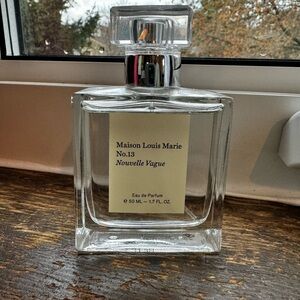 Maison Louis Marie
No.13
Nouvelle Vague
Eau de Parfum
e 50 ML — 1.7 FL. OZ.